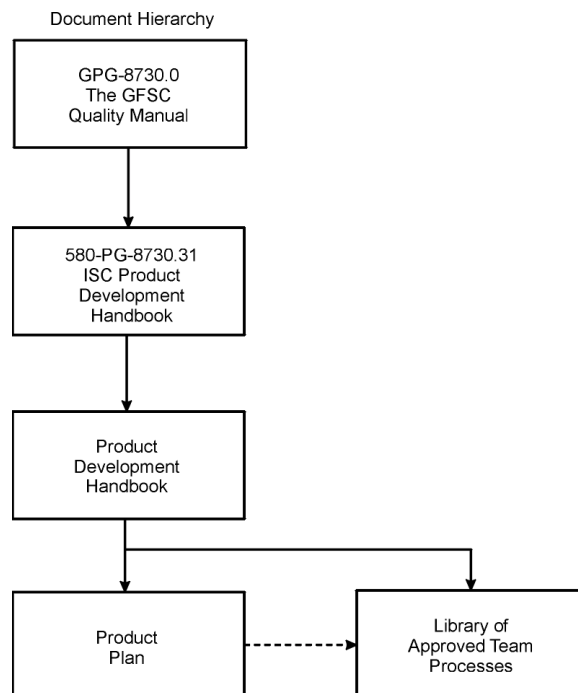 Document Hierarchy
GPG-8730.0
The GFSC
Quality Manual
580-PG-8730.31
ISC Product
Development
Handbook
Product
Development
Handbook
Product
Plan
Library of
Approved Team
Processes